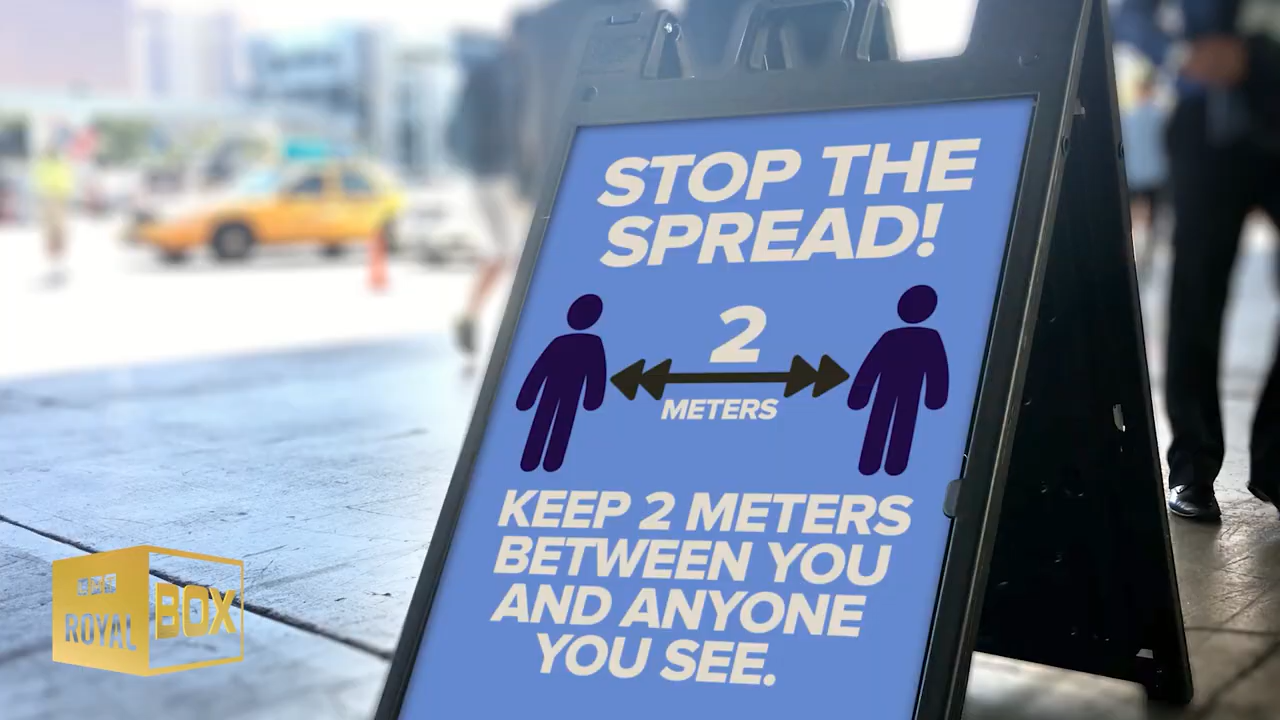 STOP THE
SPREAD!
2
METERS
KEEP 2 METERS
BETWEEN YOU
AND ANYONE
YOU SEE.
ROYAL
BOX